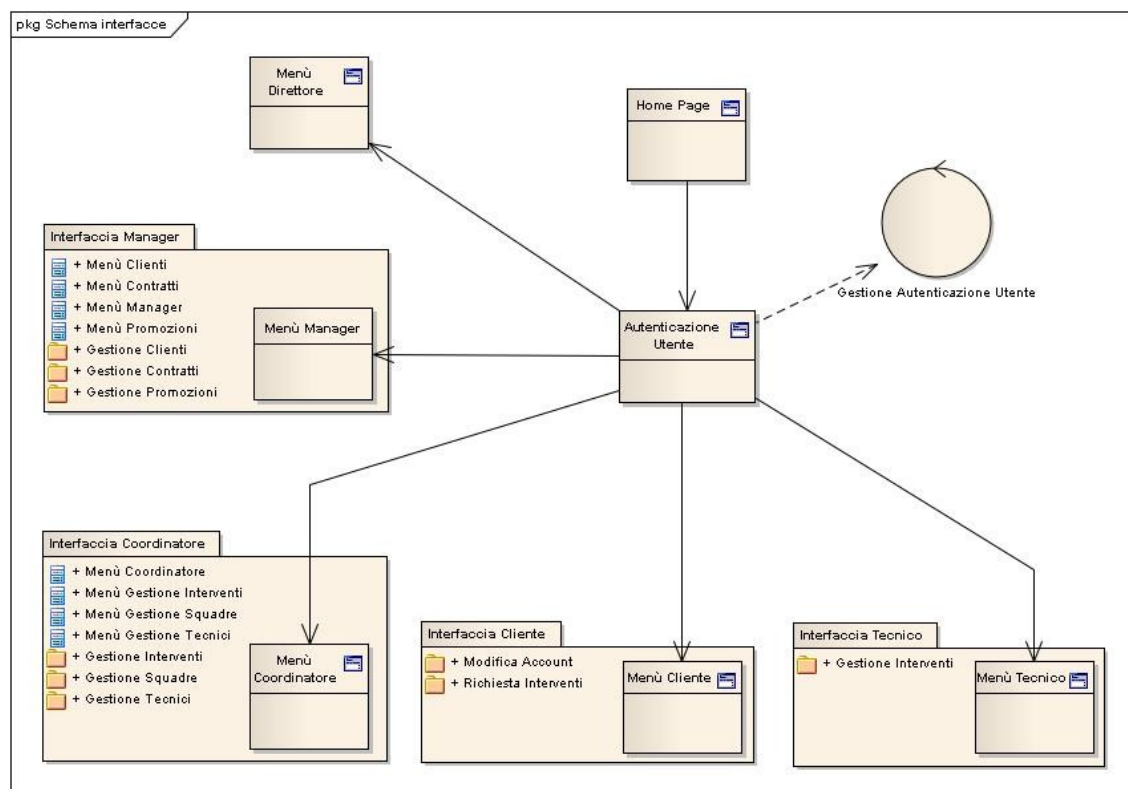 pkg Schema interfacce
Menù
Direttore
Home Page
Gestione Autenticazione Utente
Interfaccia Manager
+ Menù Clienti
+ Menù Contratti
+ Menù Manager
+ Menù Promozioni
+ Gestione Clienti
+ Gestione Contratti
+ Gestione Promozioni
Menù Manager
Autenticazione
Utente
Interfaccia Coordinatore
+ Menù Coordinatore
+ Menù Gestione Interventi
+ Menù Gestione Squadre
+ Menù Gestione Tecnici
+ Gestione Interventi
+ Gestione Squadre
+ Gestione Tecnici
Menù
Coordinatore
Interfaccia Cliente
+ Modifica Account
+ Richiesta Interventi
Menù Cliente
Interfaccia Tecnico
+ Gestione Interventi
Menù Tecnico